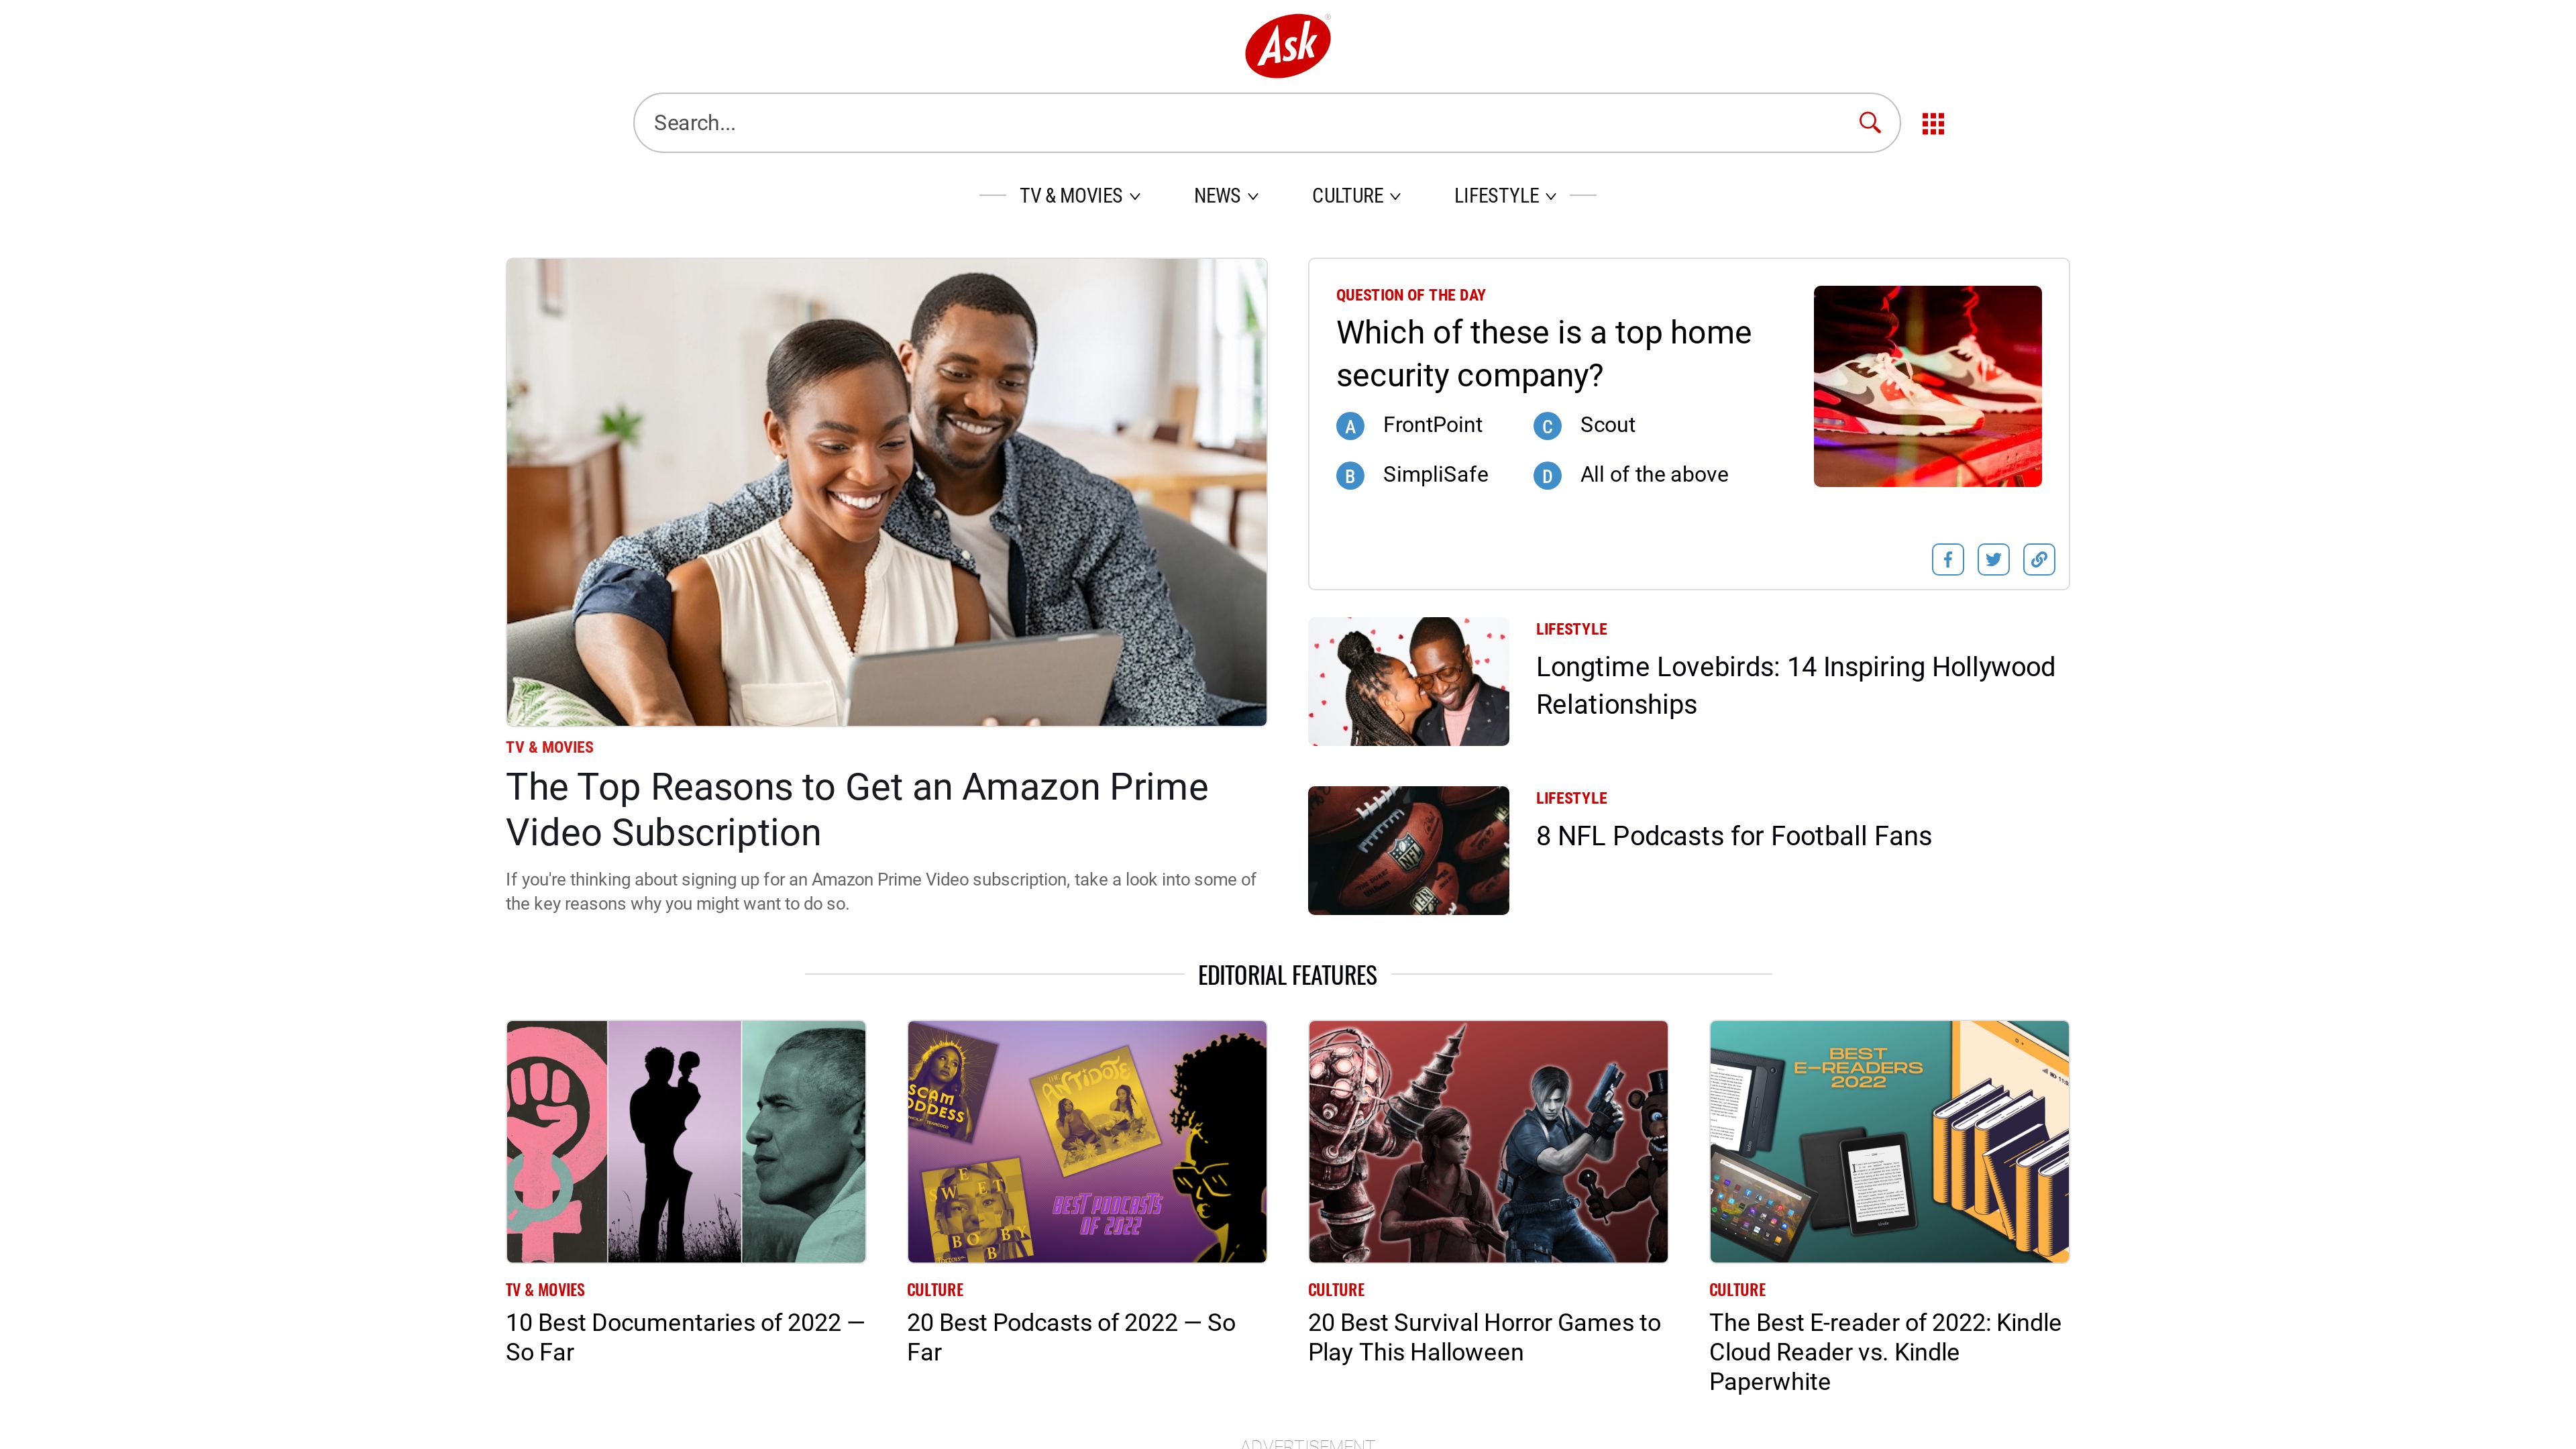 Ask
Search...
TV & MOVIES
NEWS
CULTURE
LIFESTYLE
QUESTION OF THE DAY
Which of these is a top home
security company?
A FrontPoint
C Scout
B SimpliSafe
D All of the above
LIFESTYLE
Longtime Lovebirds: 14 Inspiring Hollywood
Relationships
TV & MOVIES
The Top Reasons to Get an Amazon Prime
Video Subscription
If you're thinking about signing up for an Amazon Prime Video subscription, take a look into some of
the key reasons why you might want to do so.
LIFESTYLE
8 NFL Podcasts for Football Fans
NFL
EDITORIAL FEATURES
SCAM
ANTIDOTE
SWEET
BOBBY
BEST PODCASTS
OF 2022
BEST
E-READERS
2022
TV & MOVIES
10 Best Documentaries of 2022 —
So Far
CULTURE
20 Best Podcasts of 2022 — So
Far
CULTURE
20 Best Survival Horror Games to
Play This Halloween
CULTURE
The Best E-reader of 2022: Kindle
Cloud Reader vs. Kindle
Paperwhite
ADVERTISEMENT